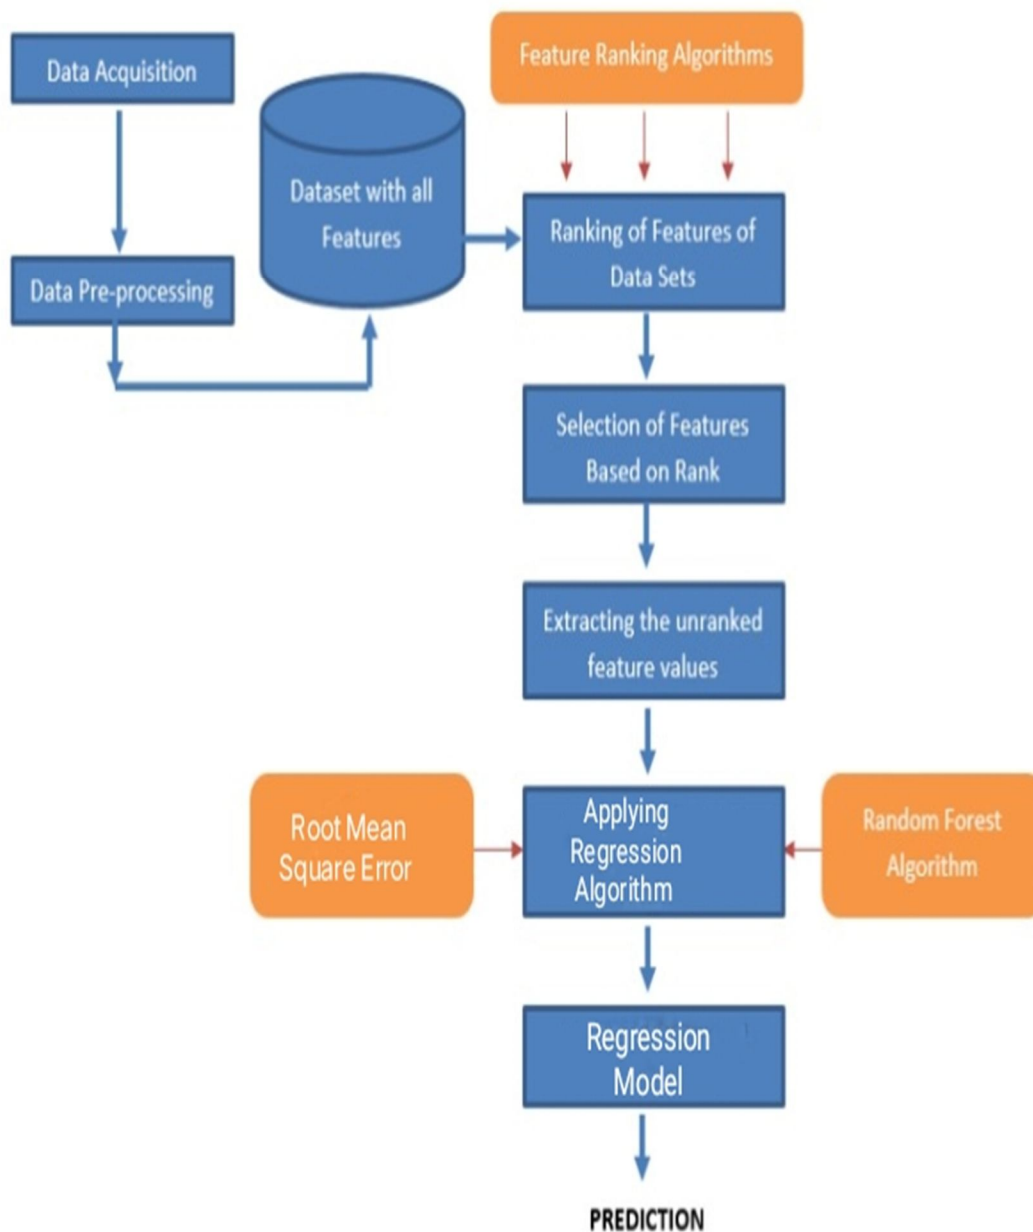 Data Acquisition
Data Pre-processing
Dataset with all
Features
Feature Ranking Algorithms
Ranking of Features of
Data Sets
Selection of Features
Based on Rank
Extracting the unranked
feature values
Root Mean
Square Error
Applying
Regression
Algorithm
Random Forest
Algorithm
Regression
Model
PREDICTION